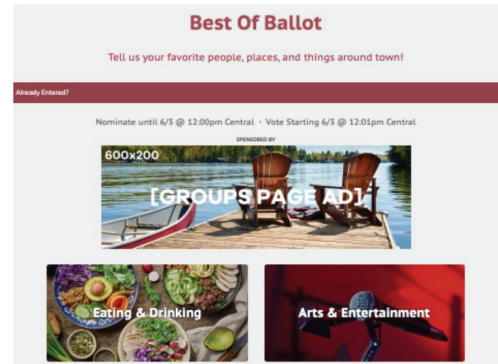 Best Of Ballot
Tell us your favorite people, places, and things around town!
Already Entered?
Nominate until 6/3 @ 12:00pm Central · Vote Starting 6/3 @ 12:01pm Central
SPONSORED BY
600x200
[GROUPS PAGE AD]
Eating & Drinking
Arts & Entertainment